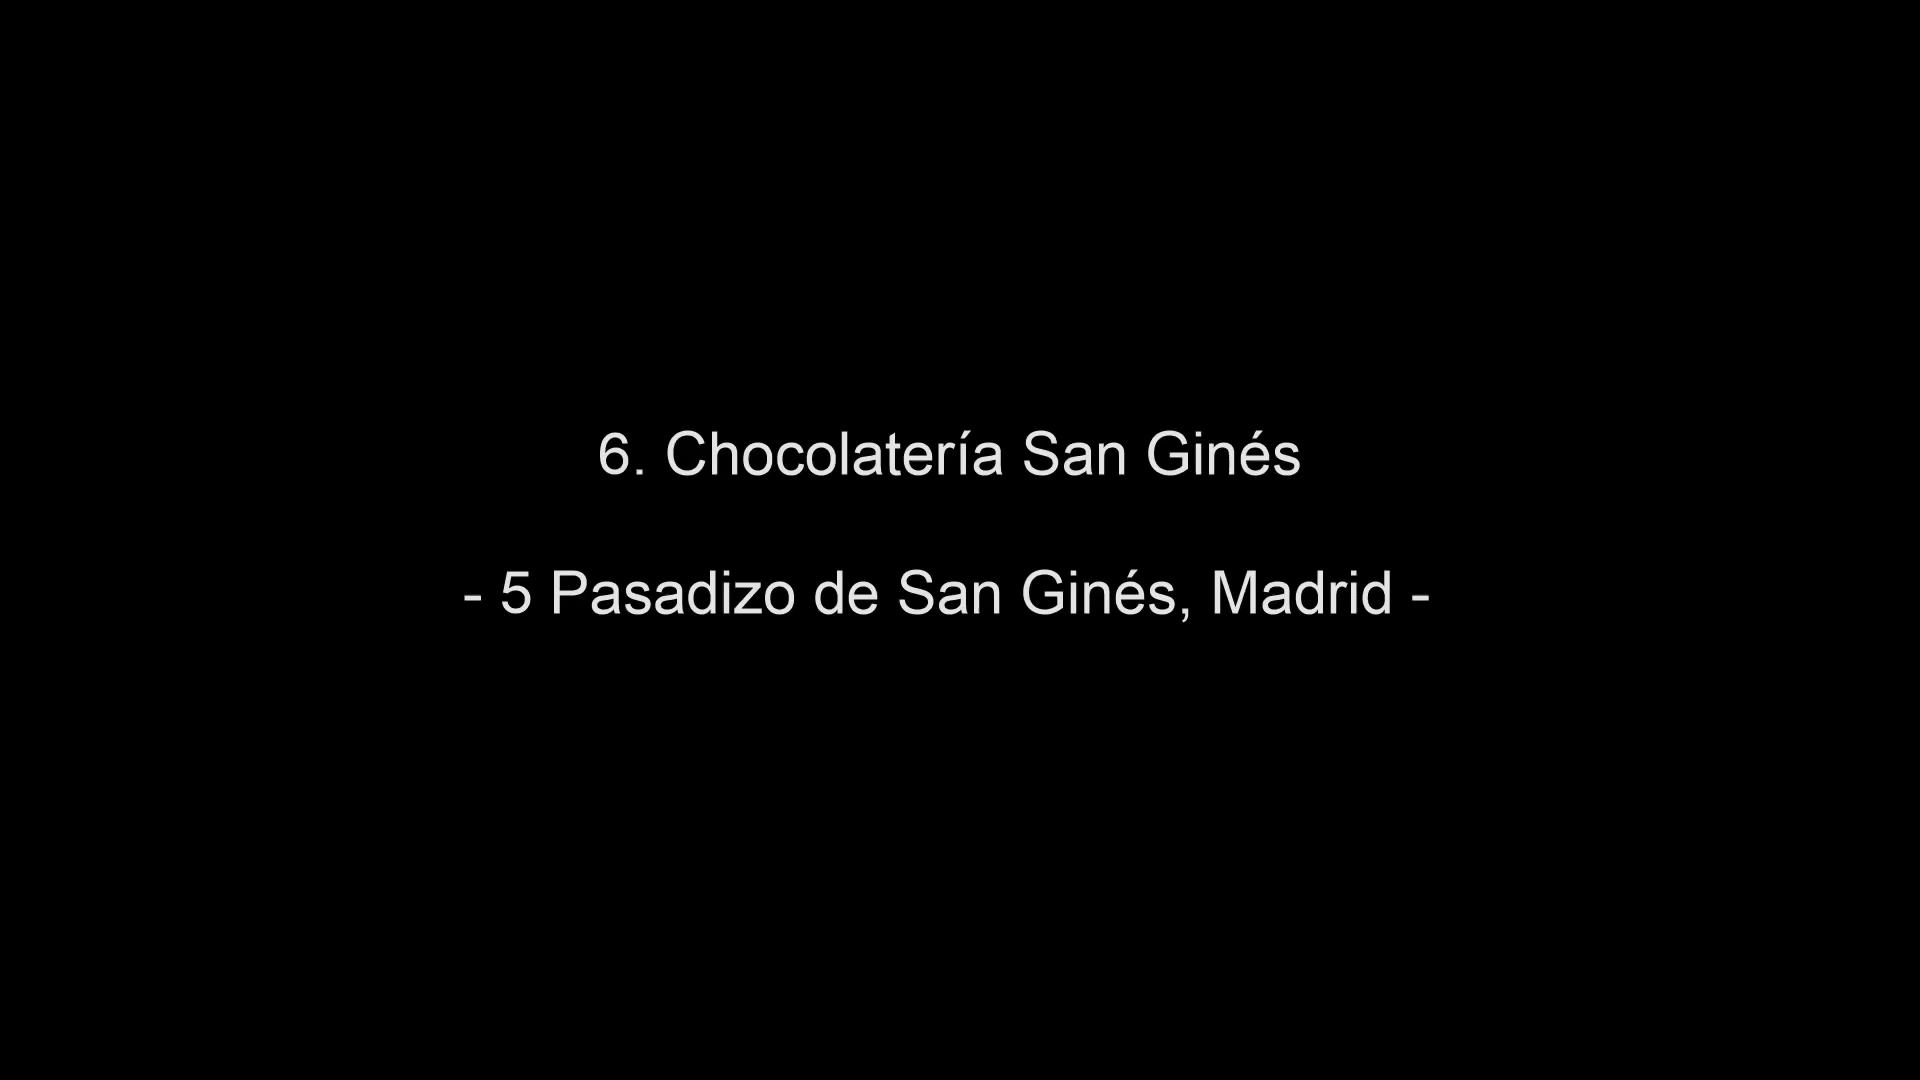 6. Chocolatería San Ginés
- 5 Pasadizo de San Ginés, Madrid -